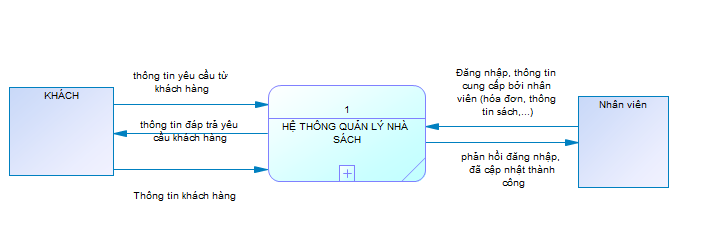 KHÁCH
thông tin yêu cầu từ
khách hàng
thông tin đáp trả yêu
cầu khách hàng
Thông tin khách hàng
1
HỆ THỐNG QUẢN LÝ NHÀ
SÁCH
Đăng nhập, thông tin
cung cấp bởi nhân
viên (hóa đơn, thông
tin sách,...)
phản hồi đăng nhập,
đã cập nhật thành
công
Nhân viên